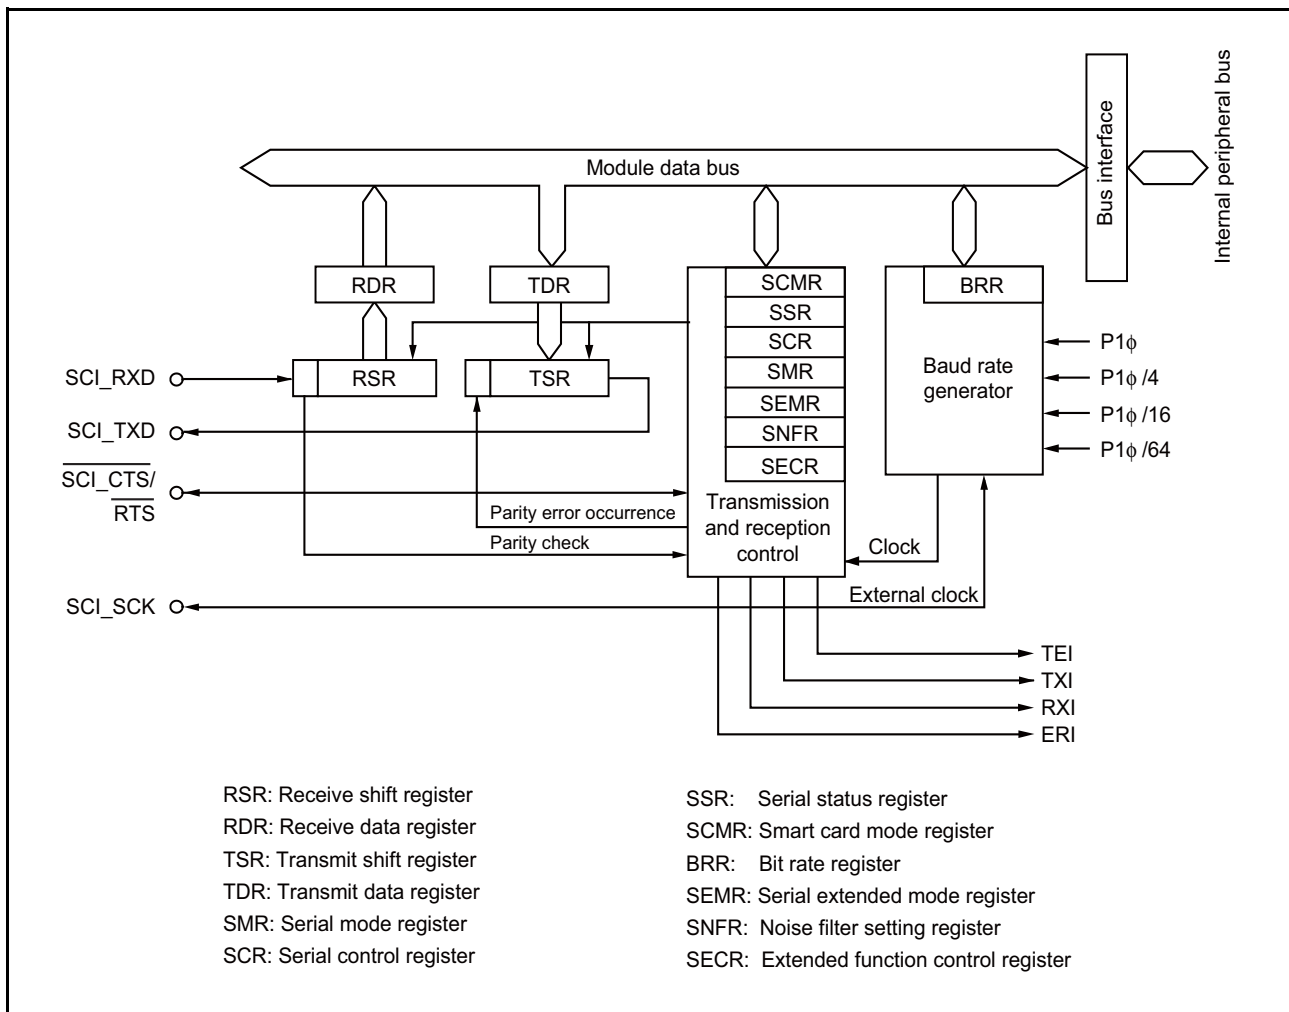 Internal peripheral bus
Bus interface
Module data bus
RDR
TDR
SCMR
BRR
SSR
SCR
SMR
SEMR
SNFR
SECR
Transmission
and reception
control
Baud rate
generator
P1ϕ
P1ϕ /4
P1ϕ /16
P1ϕ /64
SCI_RXD
RSR
TSR
SCI_TXD
SCI_CTS/
RTS
Parity error occurrence
Parity check
Clock
External clock
SCI_SCK
TEI
TXI
RXI
ERI
RSR: Receive shift register
RDR: Receive data register
TSR: Transmit shift register
TDR: Transmit data register
SMR: Serial mode register
SCR: Serial control register
SSR: Serial status register
SCMR: Smart card mode register
BRR: Bit rate register
SEMR: Serial extended mode register
SNFR: Noise filter setting register
SECR: Extended function control register